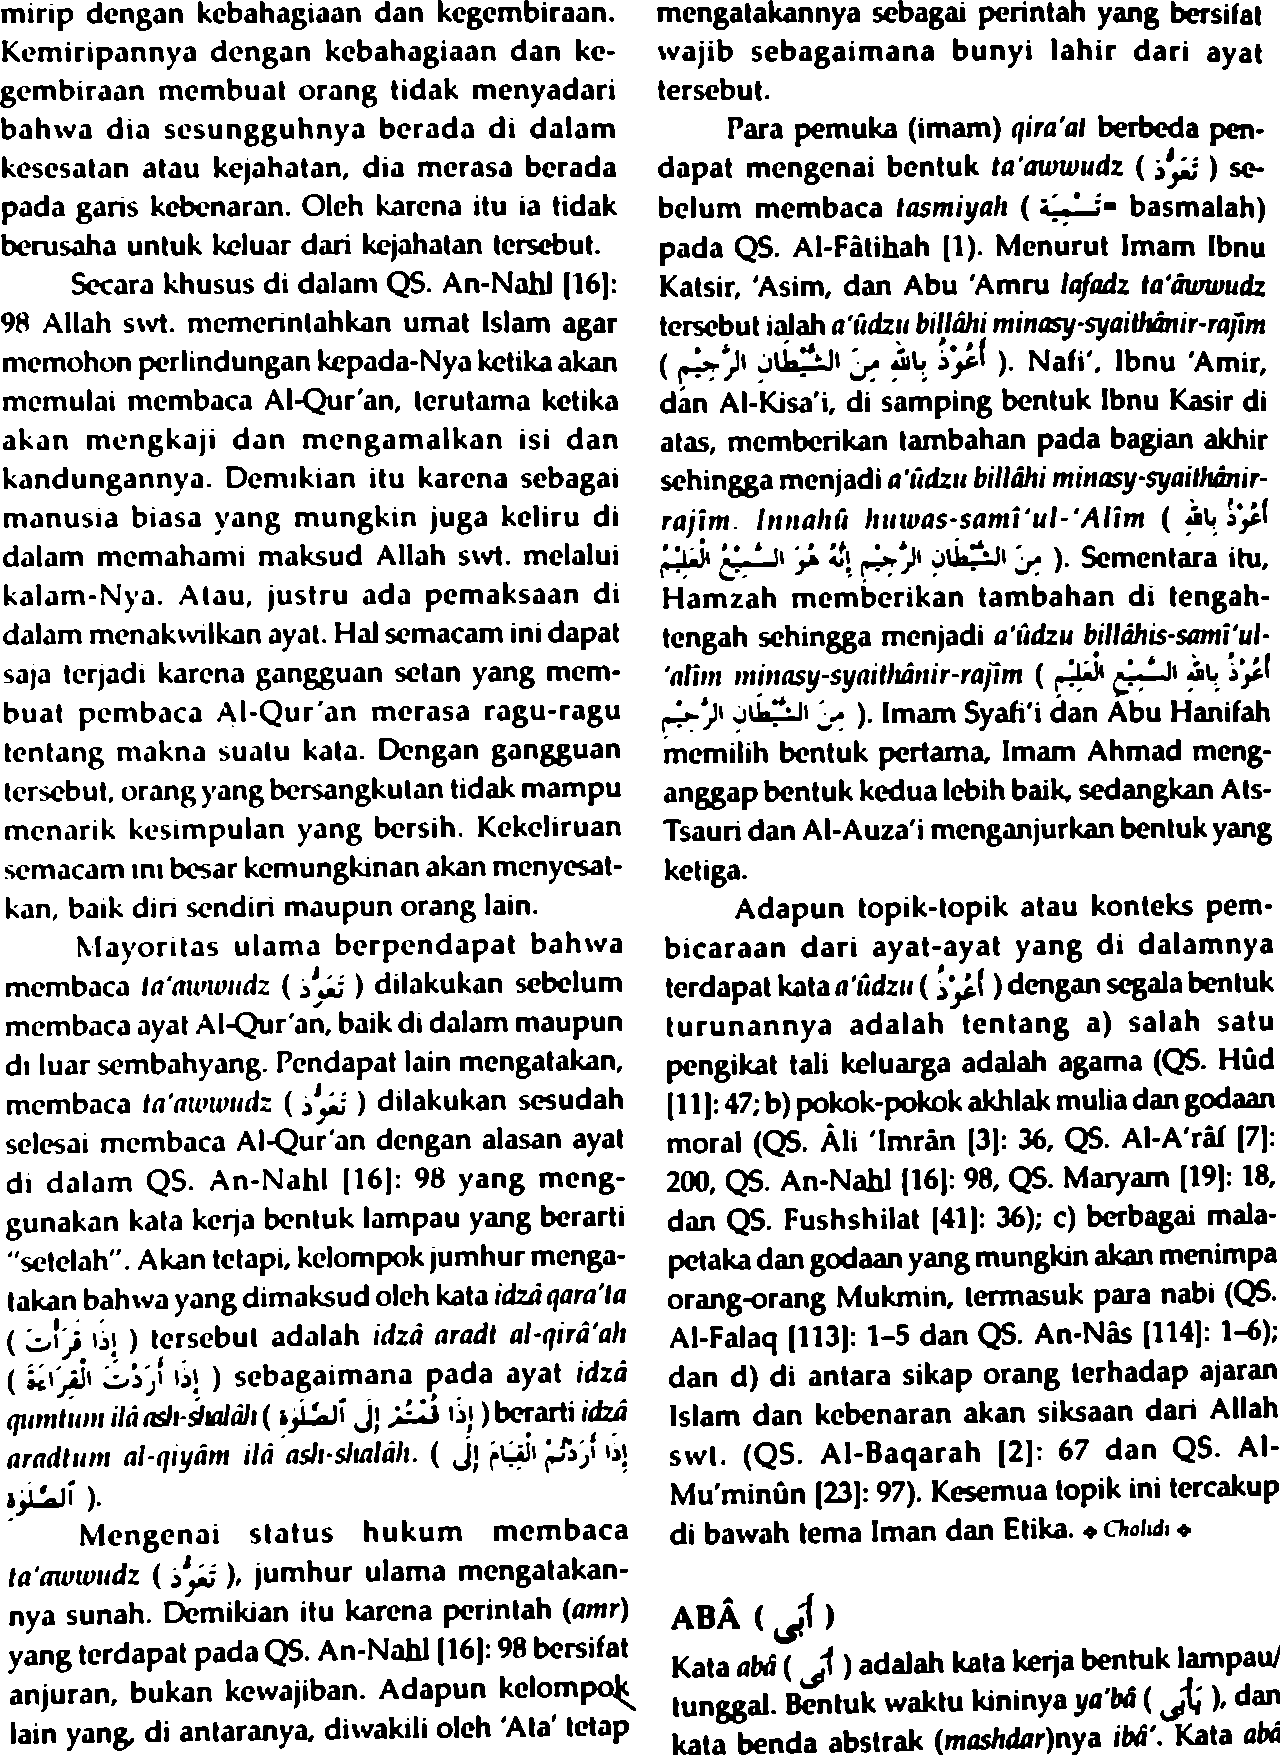 mirip dengan kebahagiaan dan kegembiraan.
Kemiripannya dengan kebahagiaan dan ke-
gembiraan membuat orang tidak menyadari
bahwa dia sesungguhnya berada di dalam
kesesatan atau kejahatan, dia merasa berada
pada garis kebenaran. Oleh karena itu ia tidak
berusaha untuk keluar dari kejahatan tersebut.
Secara khusus di dalam QS. An-Nahl [16]:
98 Allah swt. memerintahkan umat Islam agar
memohon perlindungan kepada-Nya ketika akan
memulai membaca Al-Qur'an, terutama ketika
akan mengkaji dan mengamalkan isi dan
kandungannya. Demikian itu karena sebagai
manusia biasa yang mungkin juga keliru di
dalam memahami maksud Allah swt. melalui
kalam-Nya. Atau, justru ada pemaksaan di
dalam menakwilkan ayat. Hal semacam ini dapat
saja terjadi karena gangguan setan yang mem-
buat pembaca Al-Qur'an merasa ragu-ragu
tentang makna suatu kata. Dengan gangguan
tersebut, orang yang bersangkutan tidak mampu
menarik kesimpulan yang bersih. Kekeliruan
semacam ini besar kemungkinan akan menyesat-
kan, baik diri sendiri maupun orang lain.
Mayoritas ulama berpendapat bahwa
membaca ta'awwudz ( تَعَوُّذ ) dilakukan sebelum
membaca ayat Al-Qur'an, baik di dalam maupun
di luar sembahyang. Pendapat lain mengatakan,
membaca ta'awwudz ( تَعَوُّذ ) dilakukan sesudah
selesai membaca Al-Qur'an dengan alasan ayat
di dalam QS. An-Nahl [16]: 98 yang meng-
gunakan kata kerja bentuk lampau yang berarti
"setelah". Akan tetapi, kelompok jumhur menga-
takan bahwa yang dimaksud oleh kata idzâ qara'ta
( إِذَا قَرَأْتَ ) tersebut adalah idzâ aradt al-qirâ'ah
( إِذَا أَرَدْتَ الْقِرَاءَةَ ) sebagaimana pada ayat idzâ
qumtum ilâ ash-shalâh ( إِذَا قُمْتُمْ إِلَى ٱلصَّلَوٰةِ ) berarti idzâ
aradtum al-qiyâm ilâ ash-shalâh. ( إِذَا أَرَدْتُمُ الْقِيَامَ إِلَى
ٱلصَّلَوٰةِ ).
Mengenai status hukum membaca
ta'awwudz ( تَعَوُّذ ), jumhur ulama mengatakan-
nya sunah. Demikian itu karena perintah (amr)
yang terdapat pada QS. An-Nahl [16]: 98 bersifat
anjuran, bukan kewajiban. Adapun kelompok
lain yang, di antaranya, diwakili oleh 'Ata' tetap
mengatakannya sebagai perintah yang bersifat
wajib sebagaimana bunyi lahir dari ayat
tersebut.
Para pemuka (imam) qira'at berbeda pen-
dapat mengenai bentuk ta'awwudz ( تَعَوُّذ ) se-
belum membaca tasmiyah ( تَسْمِيَّة= basmalah)
pada QS. Al-Fâtihah [1]. Menurut Imam Ibnu
Katsir, 'Asim, dan Abu 'Amru lafadz ta'âwwudz
tersebut ialah a'ûdzu billâhi minasy-syaithânir-rajîm
( أَعُوْذُ بِاللهِ مِنَ الشَّيْطَانِ الرَّجِيْمِ ). Nafi', Ibnu 'Amir,
dan Al-Kisa'i, di samping bentuk Ibnu Kasir di
atas, memberikan tambahan pada bagian akhir
sehingga menjadi a'ûdzu billâhi minasy-syaithânir-
rajîm. Innahû huwas-samî'ul-'Alîm ( أَعُوْذُ بِاللهِ
مِنَ الشَّيْطَانِ الرَّجِيْمِ إِنَّهُ هُوَ السَّمِيْعُ الْعَلِيْمُ ). Sementara itu,
Hamzah memberikan tambahan di tengah-
tengah sehingga menjadi a'ûdzu billâhis-samî'ul-
'alîm minasy-syaithânir-rajîm ( أَعُوْذُ بِاللهِ السَّمِيْعِ الْعَلِيْمِ
مِنَ الشَّيْطَانِ الرَّجِيْمِ ). Imam Syafi'i dan Abu Hanifah
memilih bentuk pertama, Imam Ahmad meng-
anggap bentuk kedua lebih baik, sedangkan Ats-
Tsauri dan Al-Auza'i menganjurkan bentuk yang
ketiga.
Adapun topik-topik atau konteks pem-
bicaraan dari ayat-ayat yang di dalamnya
terdapat kata a'ûdzu ( أَعُوْذُ ) dengan segala bentuk
turunannya adalah tentang a) salah satu
pengikat tali keluarga adalah agama (QS. Hûd
[11]: 47; b) pokok-pokok akhlak mulia dan godaan
moral (QS. Âli 'Imrân [3]: 36, QS. Al-A'râf [7]:
200, QS. An-Nahl [16]: 98, QS. Maryam [19]: 18,
dan QS. Fushshilat [41]: 36); c) berbagai mala-
petaka dan godaan yang mungkin akan menimpa
orang-orang Mukmin, termasuk para nabi (QS.
Al-Falaq [113]: 1–5 dan QS. An-Nâs [114]: 1–6);
dan d) di antara sikap orang terhadap ajaran
Islam dan kebenaran akan siksaan dari Allah
swt. (QS. Al-Baqarah [2]: 67 dan QS. Al-
Mu'minûn [23]: 97). Kesemua topik ini tercakup
di bawah tema Iman dan Etika. ◆ Cholidi ◆
ABÂ ( أَبَى )
Kata abâ ( أَبَى ) adalah kata kerja bentuk lampau/
tunggal. Bentuk waktu kininya ya'bâ ( يَأْبَى ), dan
kata benda abstrak (mashdar)nya ibâ'. Kata abâ